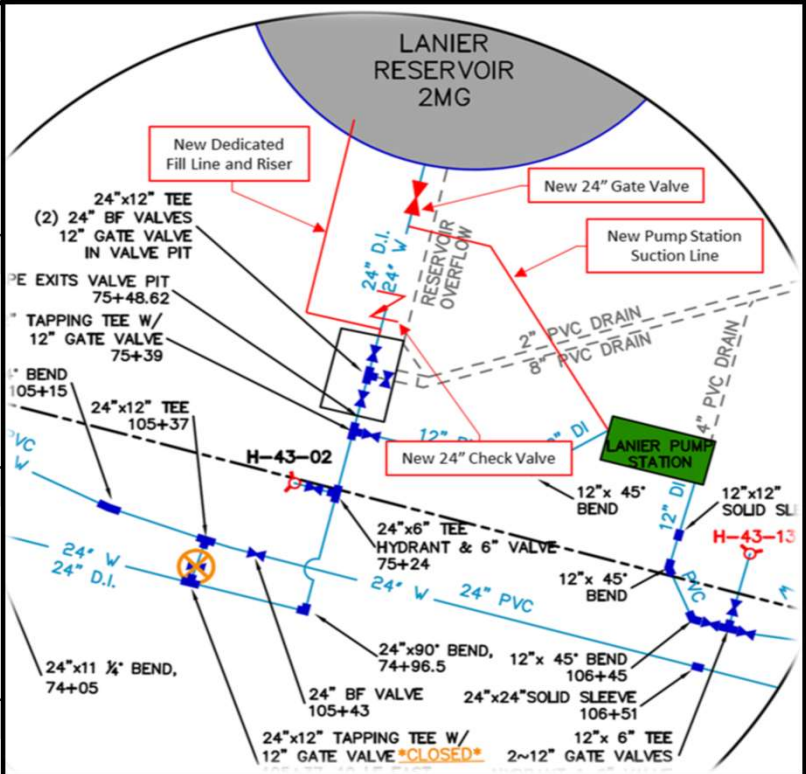 LANIER
RESERVOIR
2MG
New Dedicated
Fill Line and Riser
New 24" Gate Valve
24"x12" TEE
(2) 24" BF VALVES
12" GATE VALVE
IN VALVE PIT
24" D.I.
24" W
RESERVOIR
OVERFLOW
New Pump Station
Suction Line
PE EXITS VALVE PIT
75+48.62
" TAPPING TEE W/
12" GATE VALVE
75+39
2" PVC DRAIN
8" PVC DRAIN
4" PVC DRAIN
° BEND
105+15
24"x12" TEE
105+37
PVC
W
H-43-02
12"
DI
New 24" Check Valve
LANIER PUMP
STATION
12"x 45°
BEND
12" DI
12"x12"
SOLID SL
H-43-13
24"x6" TEE
HYDRANT & 6" VALVE
75+24
12"x 45°
BEND
PVC
24" W
24" D.I.
24" W
24" PVC
24"x11 ¼" BEND,
74+05
24"x90° BEND,
74+96.5
12"x 45° BEND
106+45
24" BF VALVE
105+43
24"x24"SOLID SLEEVE
106+51
24"x12" TAPPING TEE W/
12" GATE VALVE *CLOSED*
12"x 6" TEE
2~12" GATE VALVES